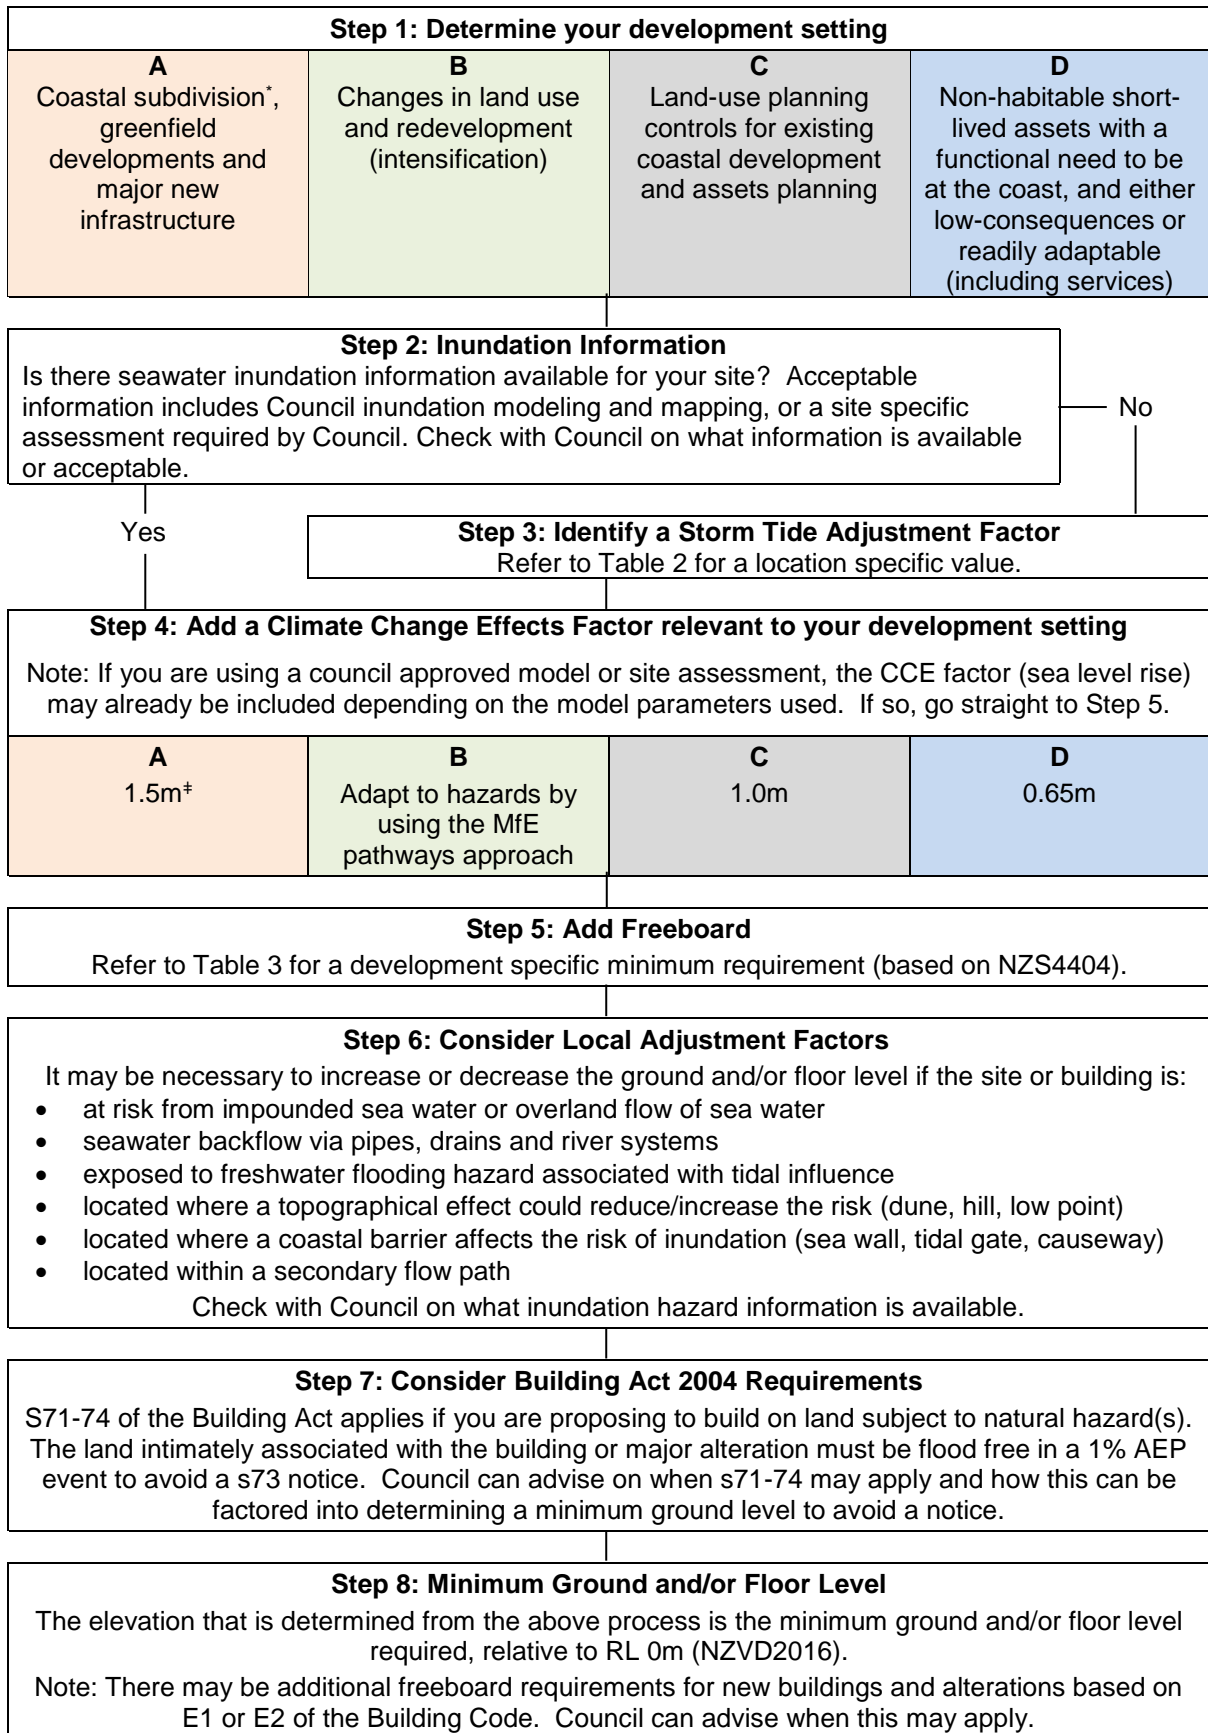 Step 1: Determine your development setting
A
Coastal subdivision*,
greenfield
developments and
major new
infrastructure
B
Changes in land use
and redevelopment
(intensification)
C
Land-use planning
controls for existing
coastal development
and assets planning
D
Non-habitable short-
lived assets with a
functional need to be
at the coast, and either
low-consequences or
readily adaptable
(including services)
Step 2: Inundation Information
Is there seawater inundation information available for your site?  Acceptable
information includes Council inundation modeling and mapping, or a site specific
assessment required by Council. Check with Council on what information is available
or acceptable.
No
Yes
Step 3: Identify a Storm Tide Adjustment Factor
Refer to Table 2 for a location specific value.
Step 4: Add a Climate Change Effects Factor relevant to your development setting
Note: If you are using a council approved model or site assessment, the CCE factor (sea level rise)
may already be included depending on the model parameters used.  If so, go straight to Step 5.
A
1.5m‡
B
Adapt to hazards by
using the MfE
pathways approach
C
1.0m
D
0.65m
Step 5: Add Freeboard
Refer to Table 3 for a development specific minimum requirement (based on NZS4404).
Step 6: Consider Local Adjustment Factors
It may be necessary to increase or decrease the ground and/or floor level if the site or building is:
• at risk from impounded sea water or overland flow of sea water
• seawater backflow via pipes, drains and river systems
• exposed to freshwater flooding hazard associated with tidal influence
• located where a topographical effect could reduce/increase the risk (dune, hill, low point)
• located where a coastal barrier affects the risk of inundation (sea wall, tidal gate, causeway)
• located within a secondary flow path
Check with Council on what inundation hazard information is available.
Step 7: Consider Building Act 2004 Requirements
S71-74 of the Building Act applies if you are proposing to build on land subject to natural hazard(s).
The land intimately associated with the building or major alteration must be flood free in a 1% AEP
event to avoid a s73 notice.  Council can advise on when s71-74 may apply and how this can be
factored into determining a minimum ground level to avoid a notice.
Step 8: Minimum Ground and/or Floor Level
The elevation that is determined from the above process is the minimum ground and/or floor level
required, relative to RL 0m (NZVD2016).
Note: There may be additional freeboard requirements for new buildings and alterations based on
E1 or E2 of the Building Code.  Council can advise when this may apply.